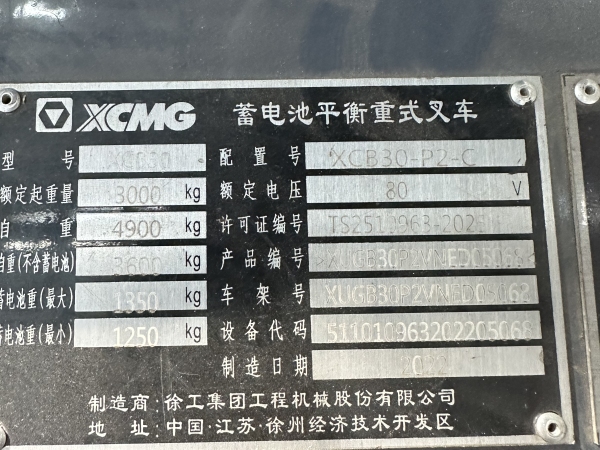 XCMG 蓄电池平衡重式叉车
型 号 XCB30 配 置 号 XCB30-P2-C
额定起重量 3000 kg 额 定 电 压 80 V
自 重 4900 kg 许可证编号
自重(不含蓄电池) 3600 kg 产 品 编 号
蓄电池重(最大) 1350 kg 车 架 号
蓄电池重(最小) 1250 kg 设 备 代 码
制 造 日 期
制 造 商: 徐工集团工程机械股份有限公司
地 址: 中国·江苏·徐州经济技术开发区